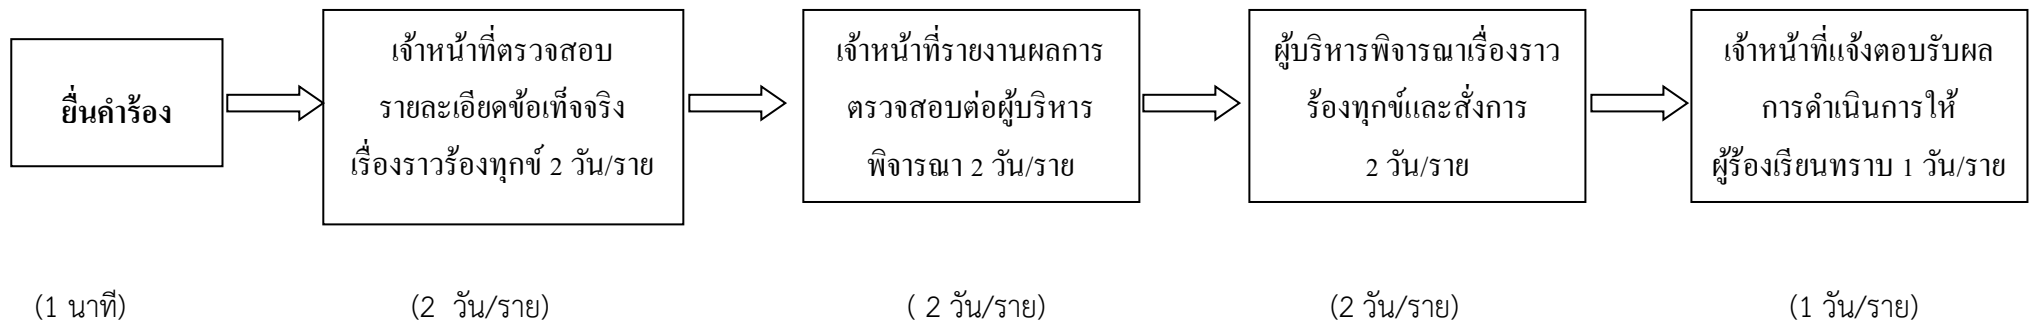 ยื่นคำร้อง
เจ้าหน้าที่ตรวจสอบ
รายละเอียดข้อเท็จจริง
เรื่องราวร้องทุกข์ 2 วัน/ราย
เจ้าหน้าที่รายงานผลการ
ตรวจสอบต่อผู้บริหาร
พิจารณา 2 วัน/ราย
ผู้บริหารพิจารณาเรื่องราว
ร้องทุกข์และสั่งการ
2 วัน/ราย
เจ้าหน้าที่แจ้งตอบรับผล
การดำเนินการให้
ผู้ร้องเรียนทราบ 1 วัน/ราย
(1 นาที)
(2 วัน/ราย)
( 2 วัน/ราย)
(2 วัน/ราย)
(1 วัน/ราย)